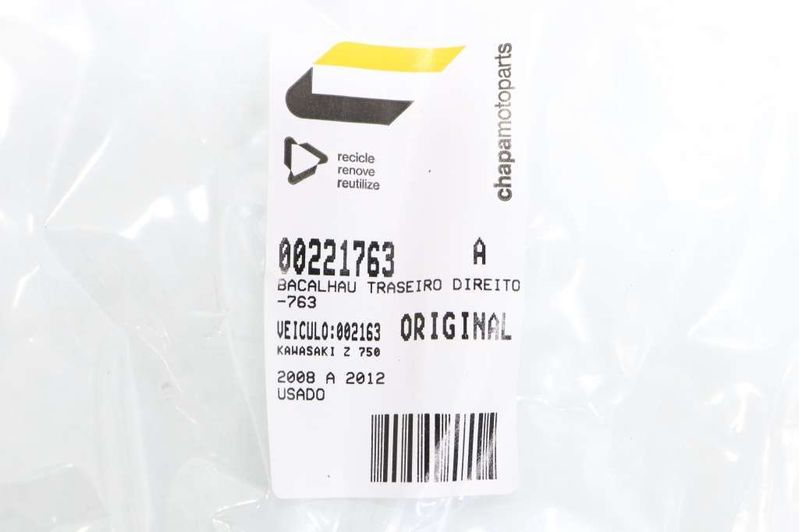 chapamotoparts
recicle
renove
reutilize
00221763 A
BACALHAU TRASEIRO DIREITO
-763
VEICULO:002163 ORIGINAL
KAWASAKI Z 750
2008 A 2012
USADO